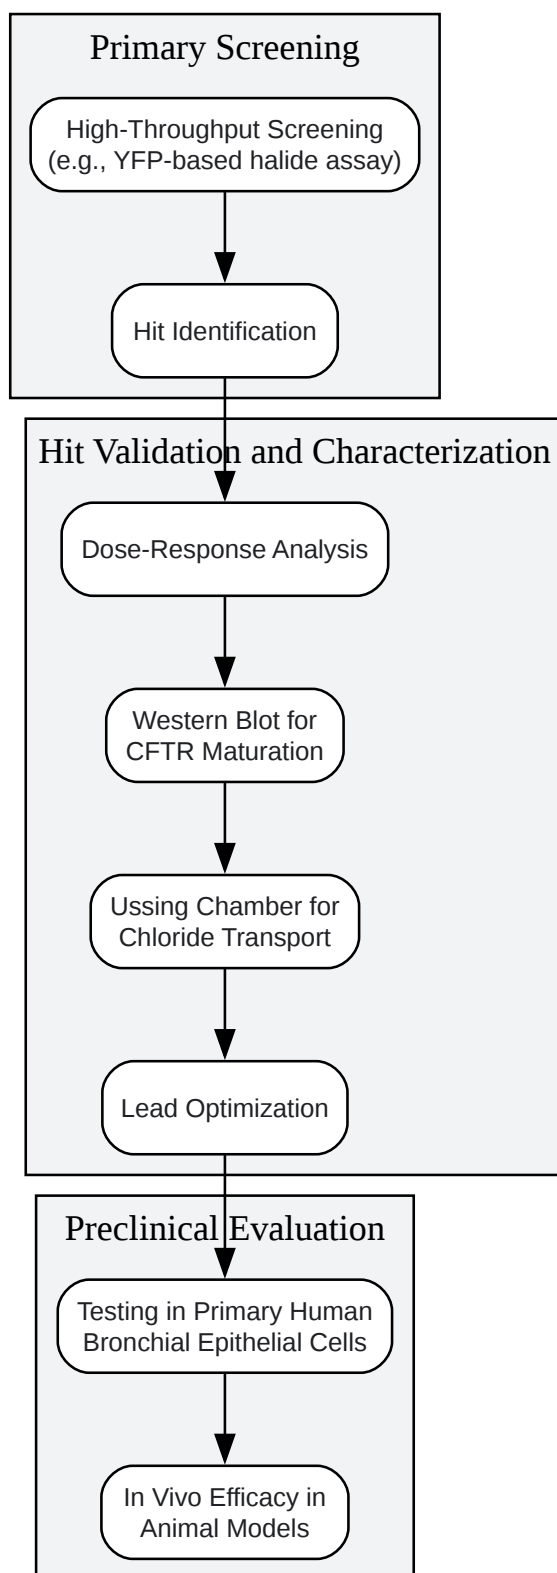 Primary Screening
High-Throughput Screening
(e.g., YFP-based halide assay)
Hit Identification
Hit Validation and Characterization
Dose-Response Analysis
Western Blot for
CFTR Maturation
Ussing Chamber for
Chloride Transport
Lead Optimization
Preclinical Evaluation
Testing in Primary Human
Bronchial Epithelial Cells
In Vivo Efficacy in
Animal Models